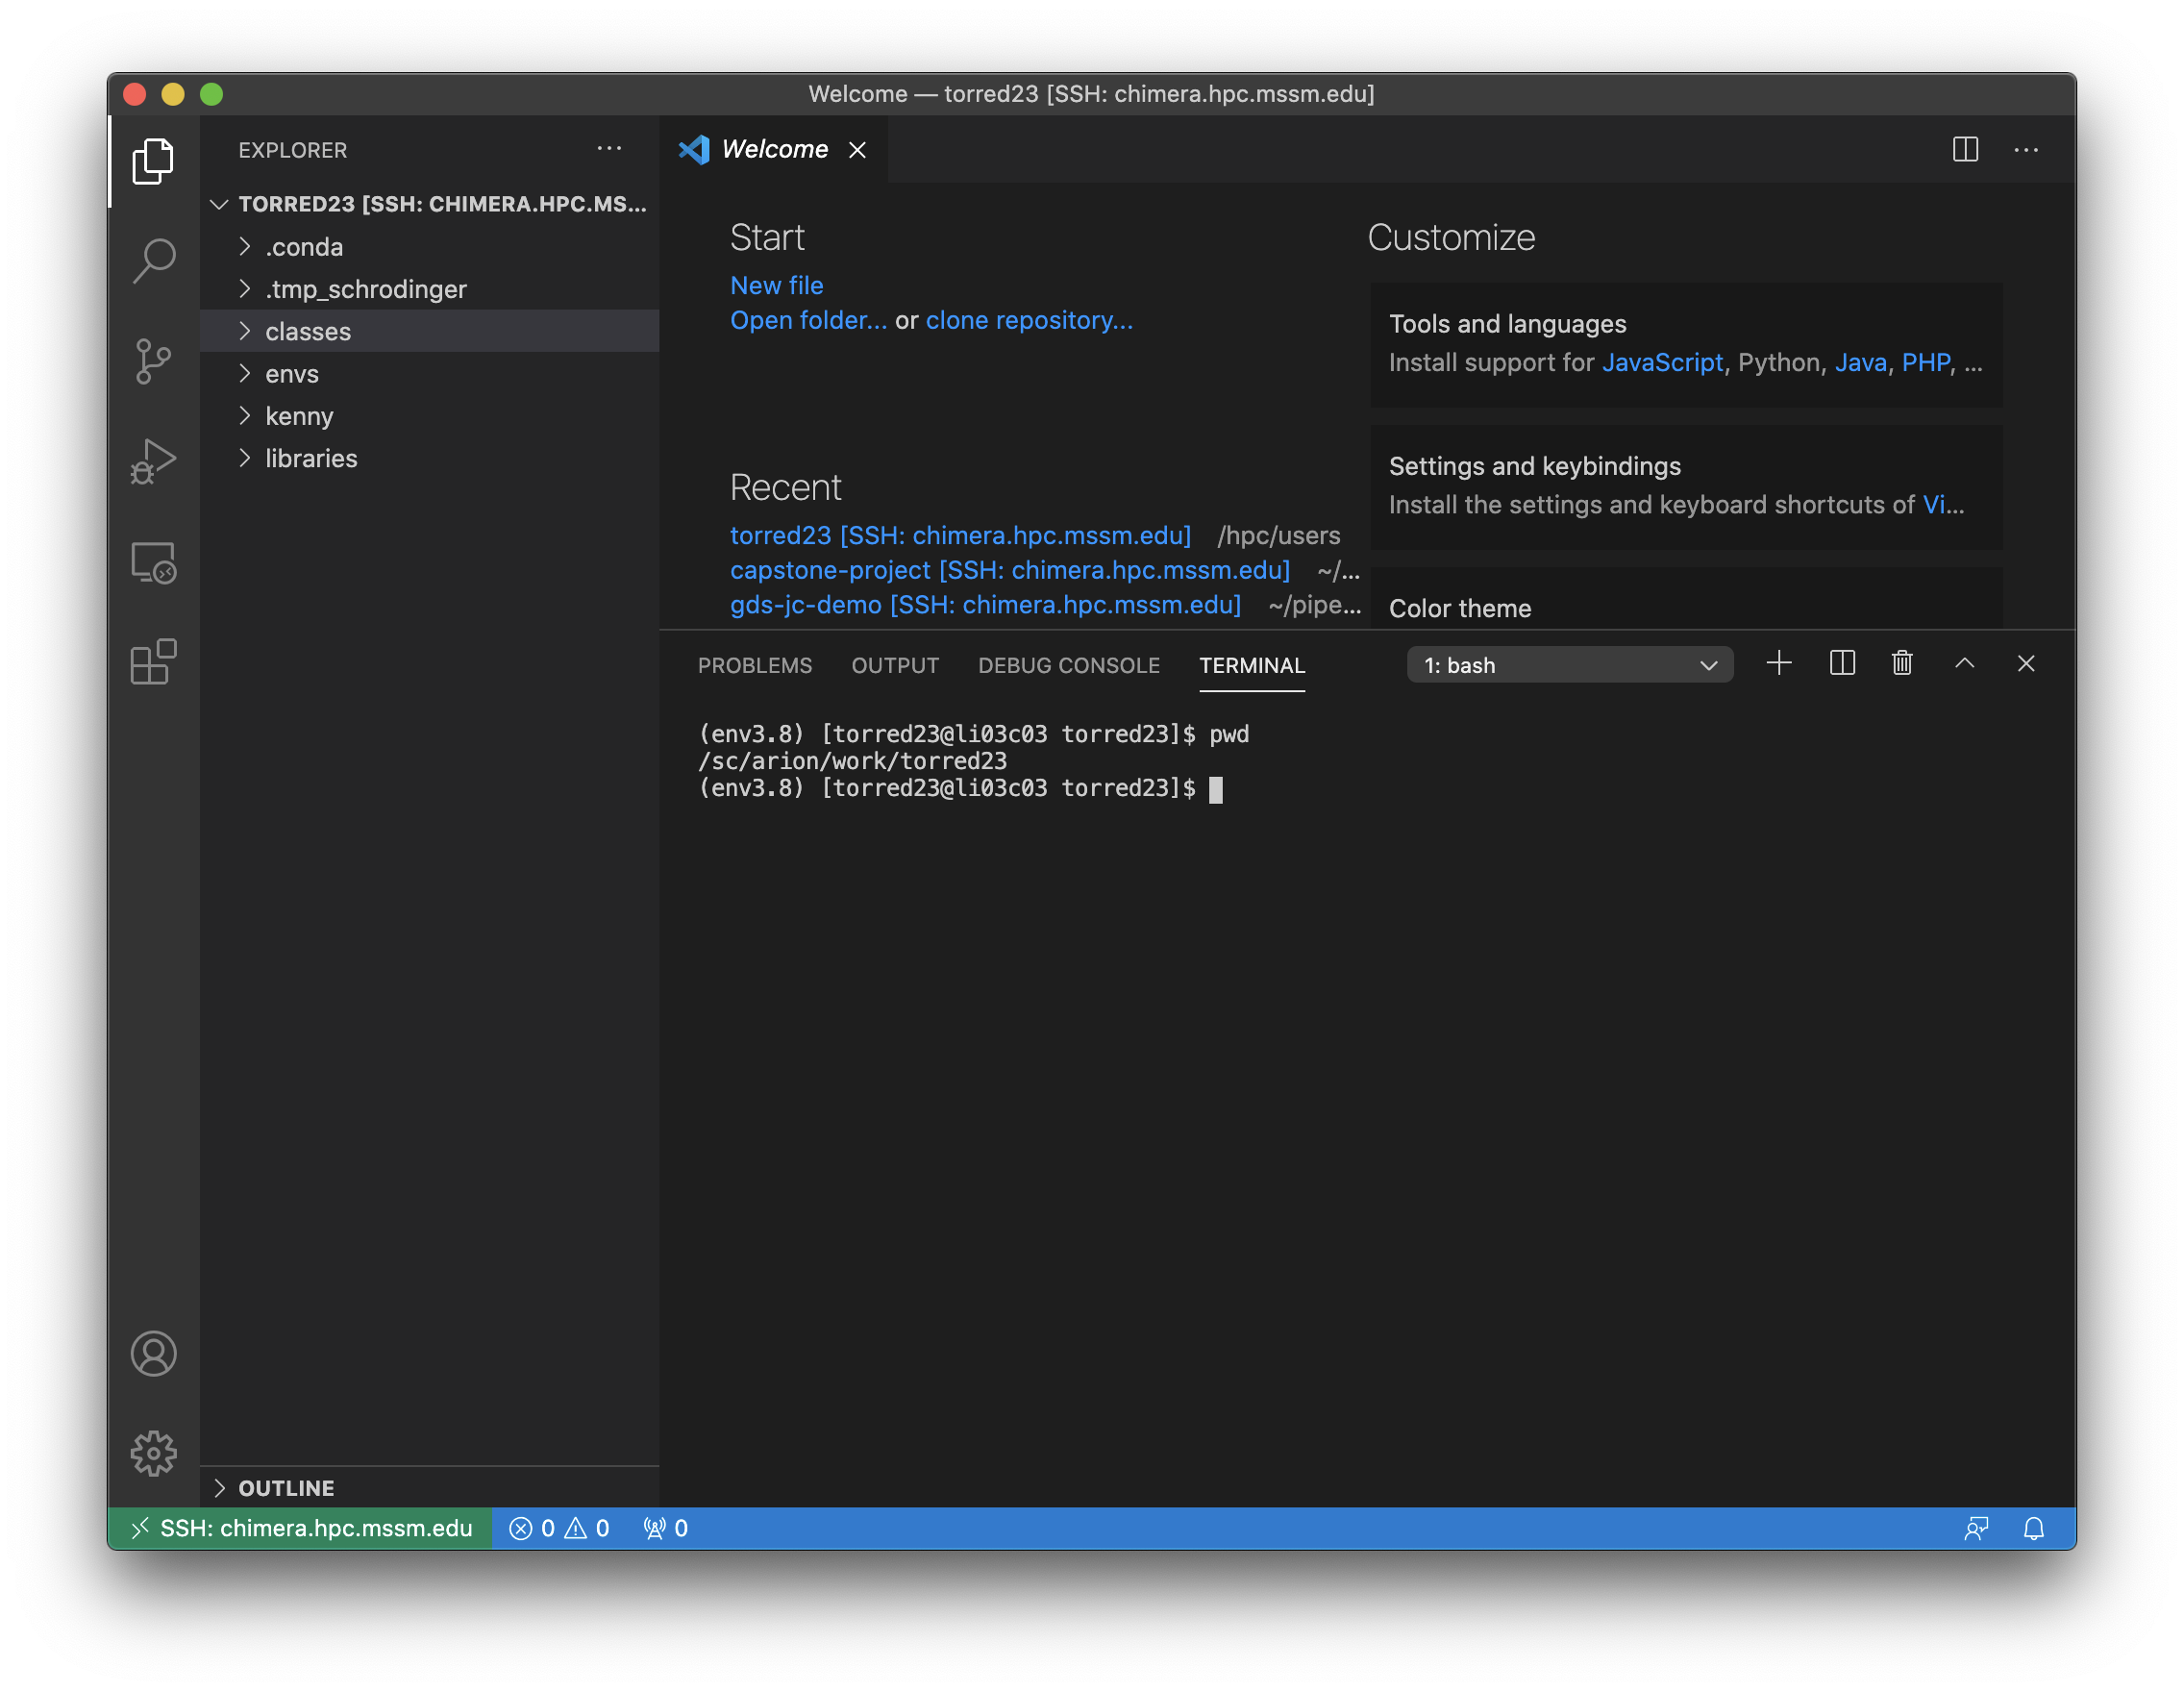 Welcome — torred23 [SSH: chimera.hpc.mssm.edu]
EXPLORER
TORRED23 [SSH: CHIMERA.HPC.MS...
.conda
.tmp_schrodinger
classes
envs
kenny
libraries
OUTLINE
Welcome
Start
New file
Open folder... or clone repository...
Recent
torred23 [SSH: chimera.hpc.mssm.edu] /hpc/users
capstone-project [SSH: chimera.hpc.mssm.edu] ~/...
gds-jc-demo [SSH: chimera.hpc.mssm.edu] ~/pipe...
Customize
Tools and languages
Install support for JavaScript, Python, Java, PHP, ...
Settings and keybindings
Install the settings and keyboard shortcuts of Vi...
Color theme
PROBLEMS OUTPUT DEBUG CONSOLE TERMINAL 1: bash
(env3.8) [torred23@li03c03 torred23]$ pwd
/sc/arion/work/torred23
(env3.8) [torred23@li03c03 torred23]$
SSH: chimera.hpc.mssm.edu 0 0 0